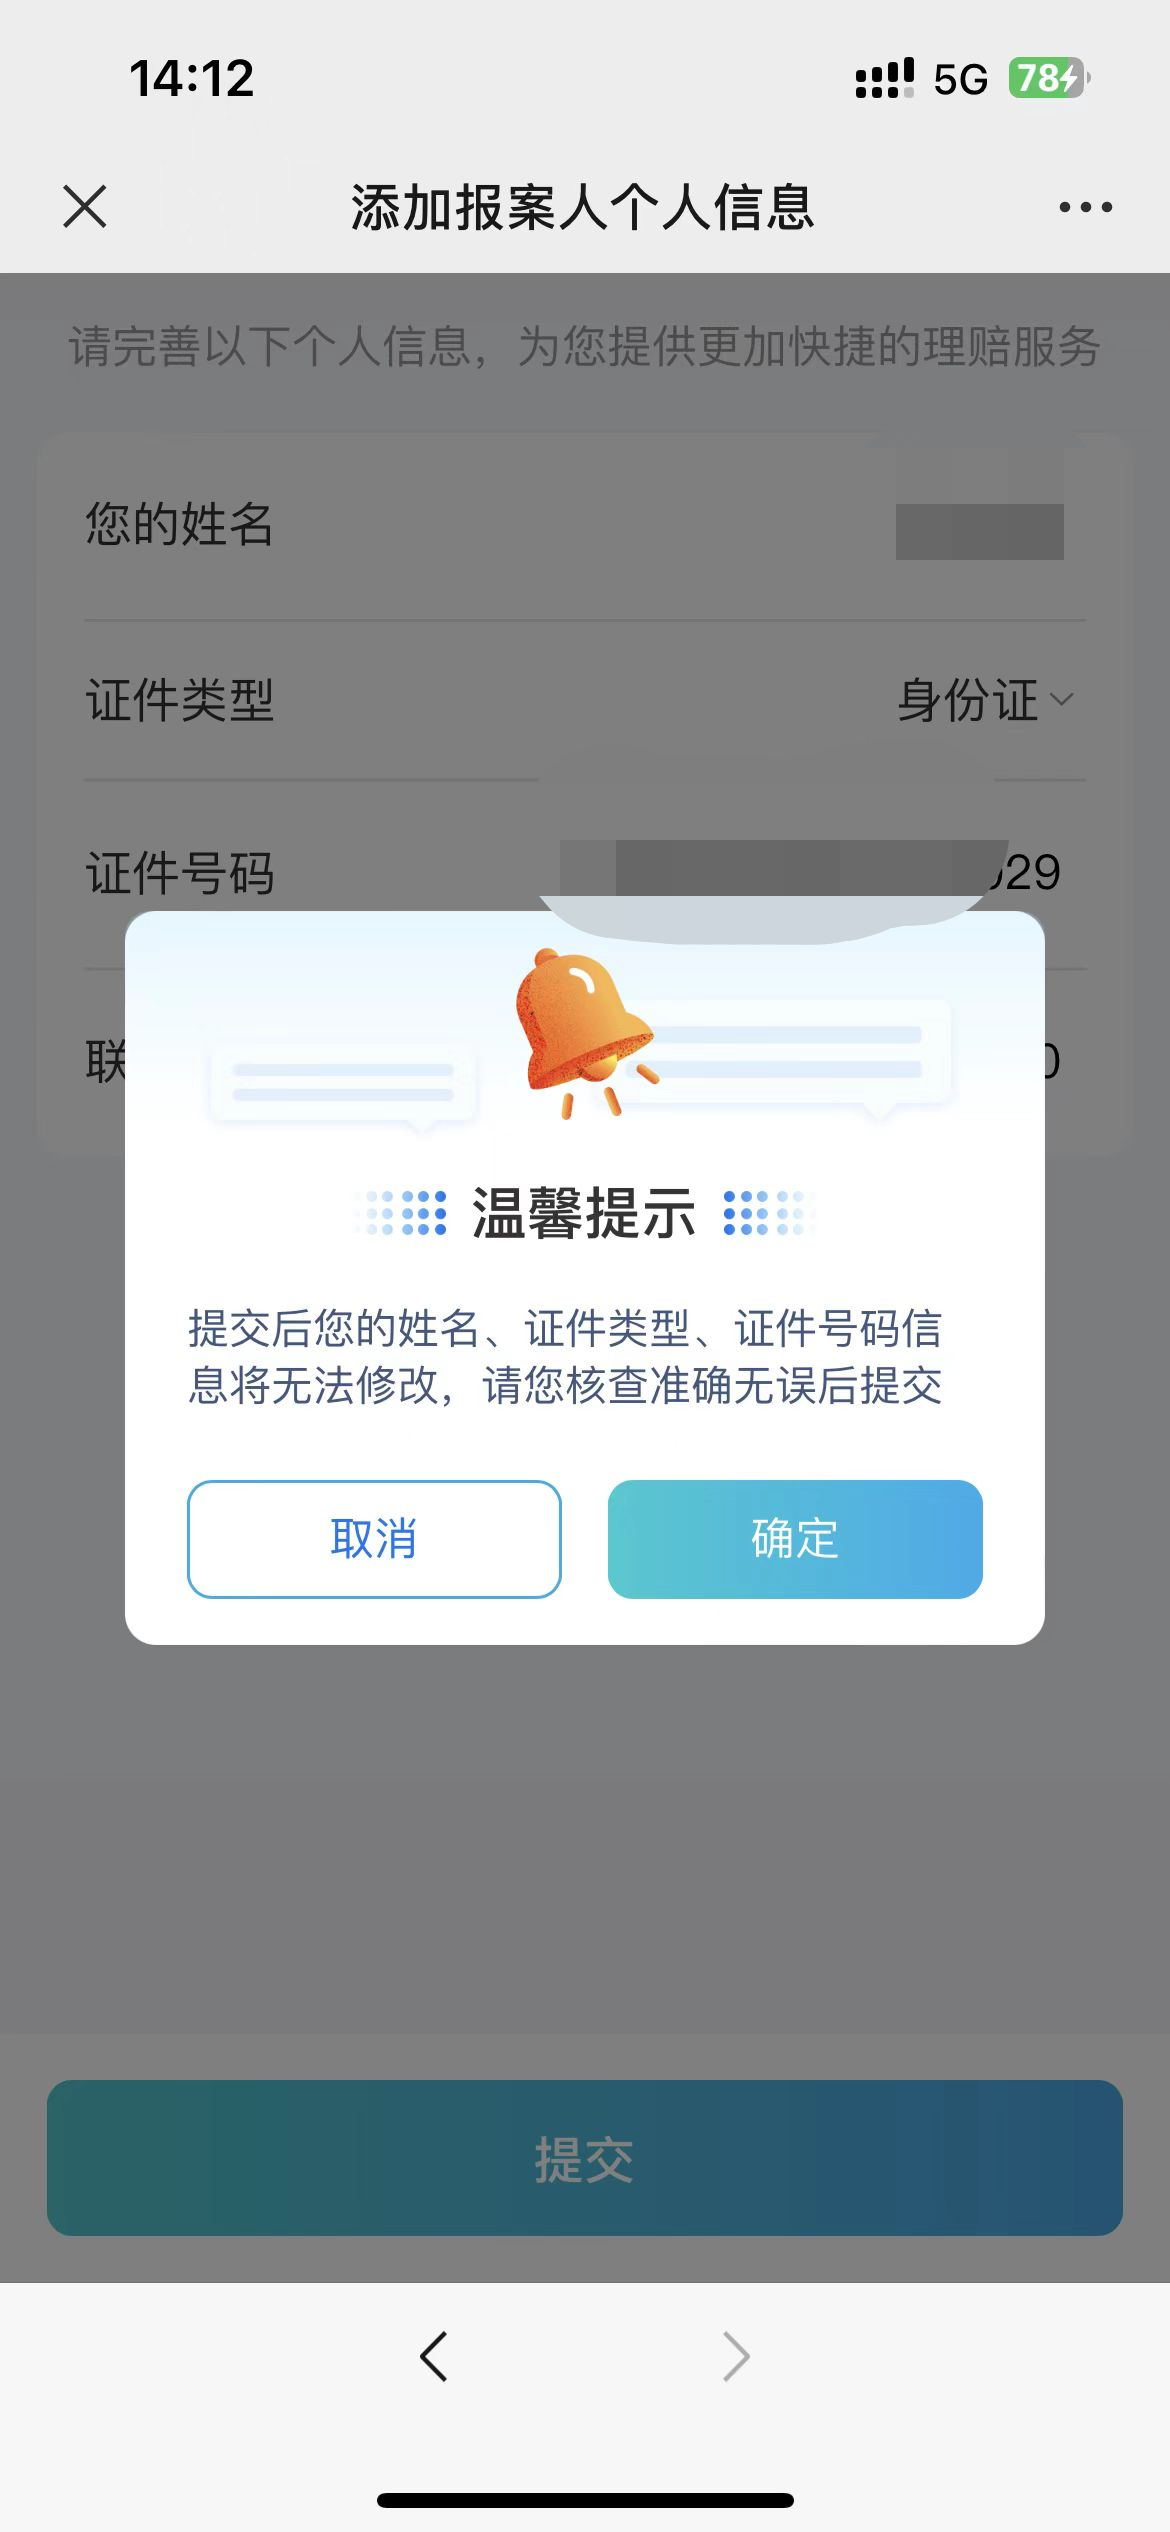 14:12
5G
78
添加报案人个人信息
请完善以下个人信息，为您提供更加快捷的理赔服务
您的姓名
证件类型
身份证
证件号码
29
联
0
温馨提示
提交后您的姓名、证件类型、证件号码信
息将无法修改，请您核查准确无误后提交
取消
确定
提交